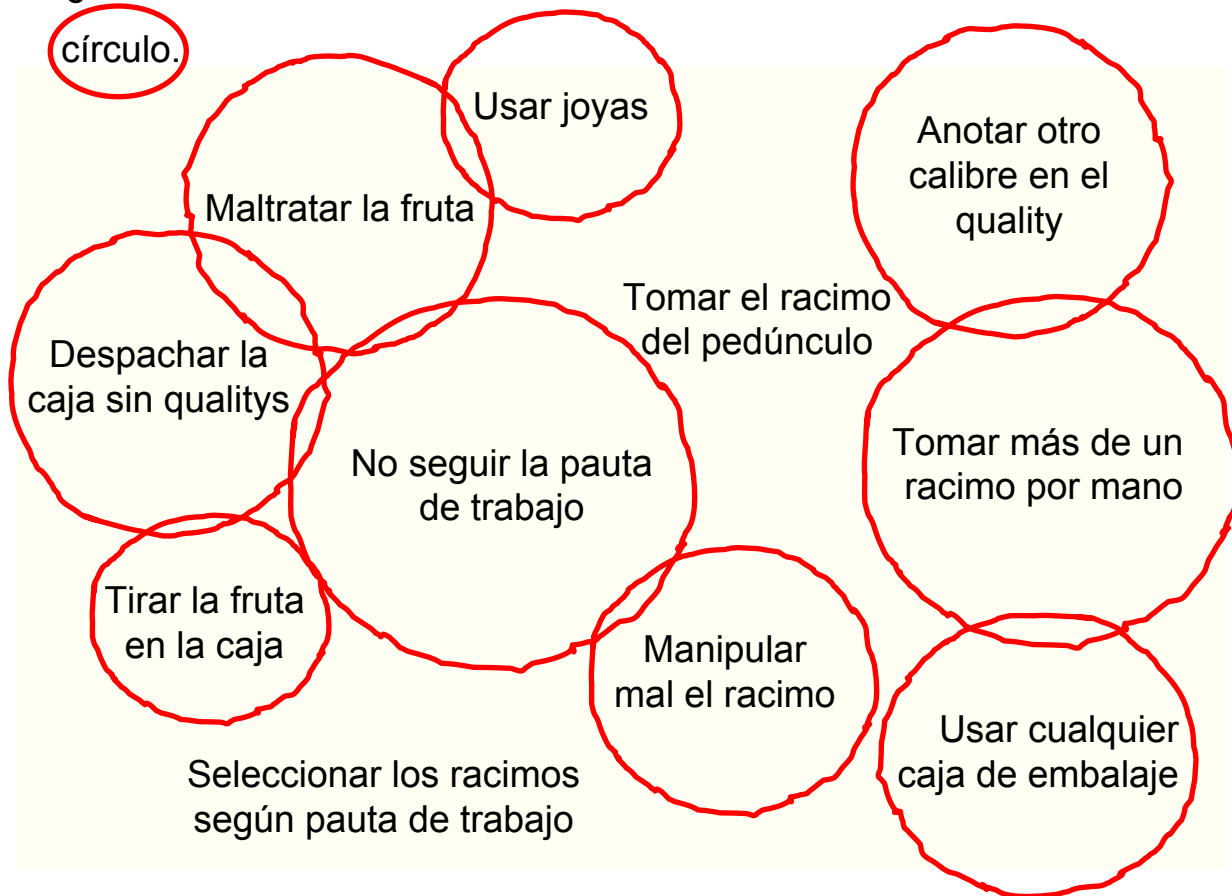 círculo.
Usar joyas
Anotar otro
calibre en el
quality
Maltratar la fruta
Tomar el racimo
del pedúnculo
Despachar la
caja sin qualitys
Tomar más de un
racimo por mano
No seguir la pauta
de trabajo
Tirar la fruta
en la caja
Manipular
mal el racimo
Usar cualquier
caja de embalaje
Seleccionar los racimos
según pauta de trabajo